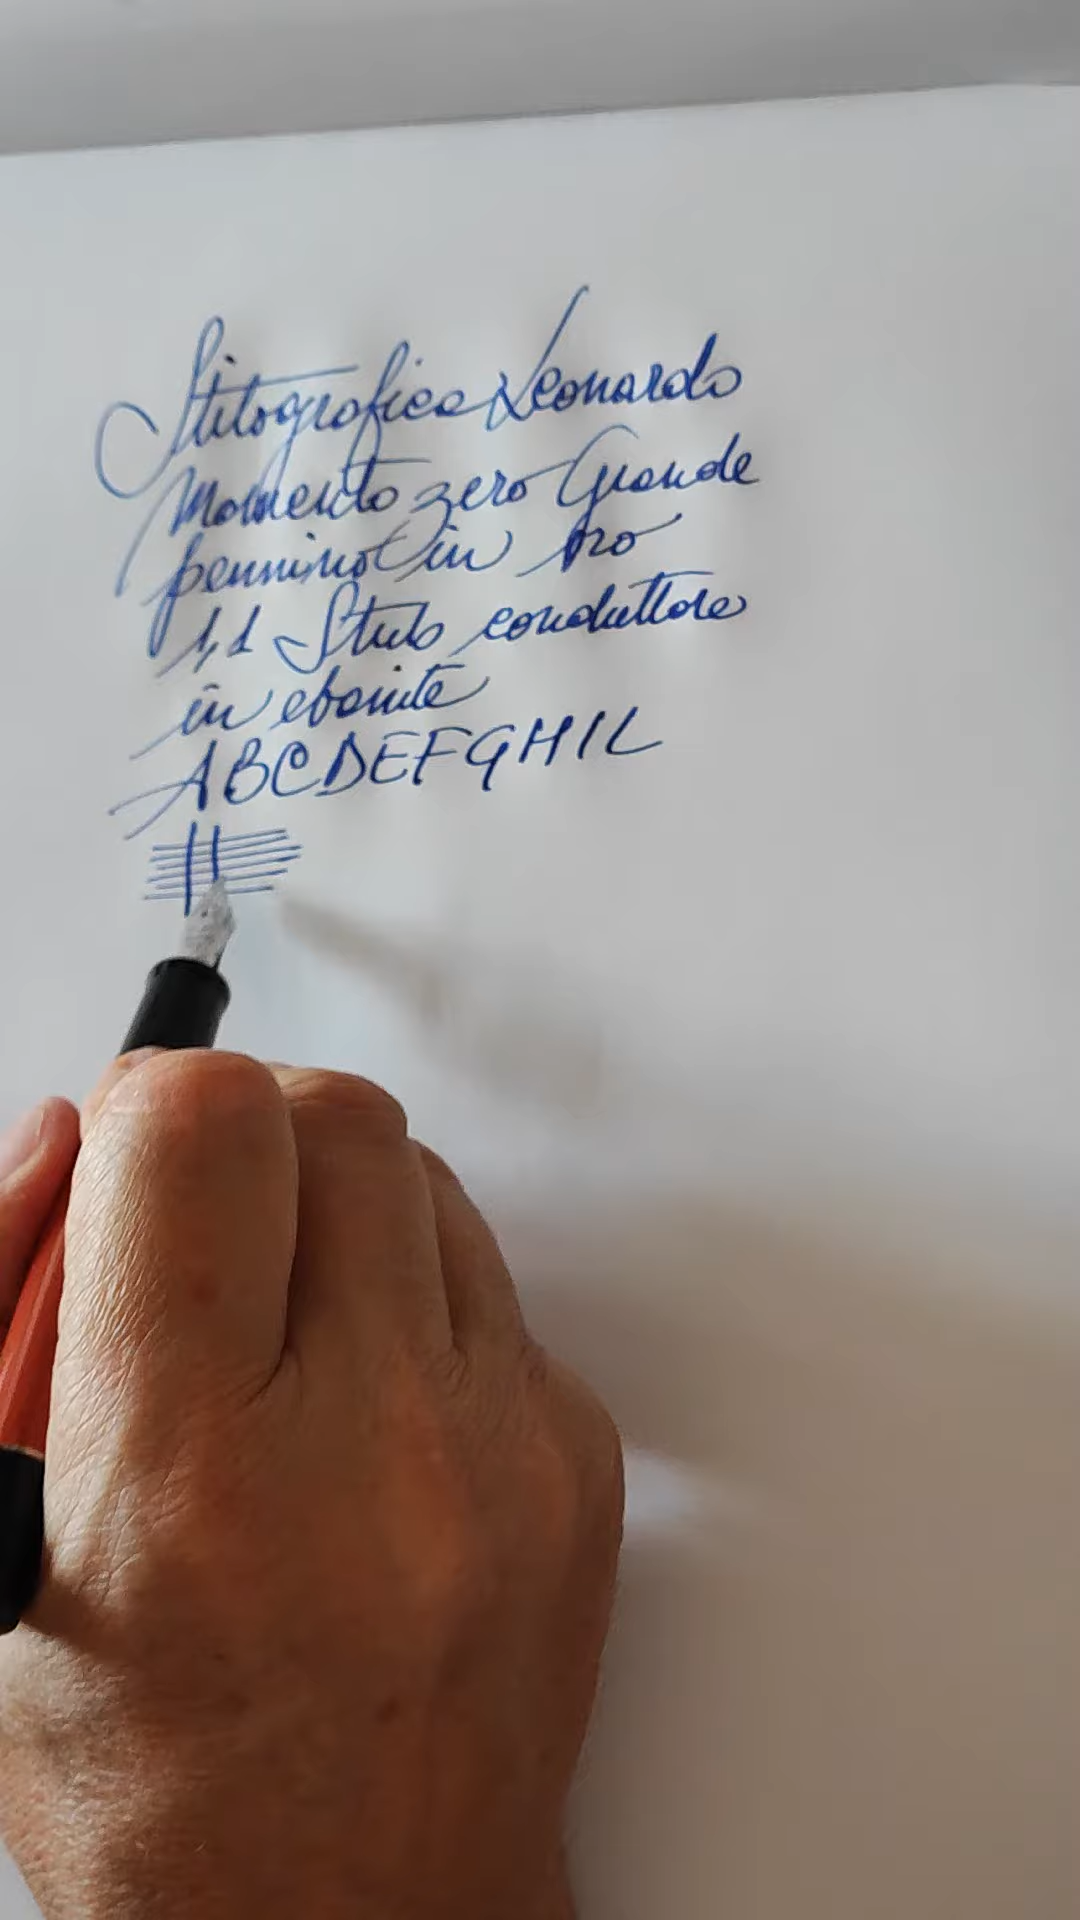 Stilografica Leonardo
Momento zero Grande
pennino in oro
1,1 Stub conduttore
in ebanite
ABCDEFGHIL